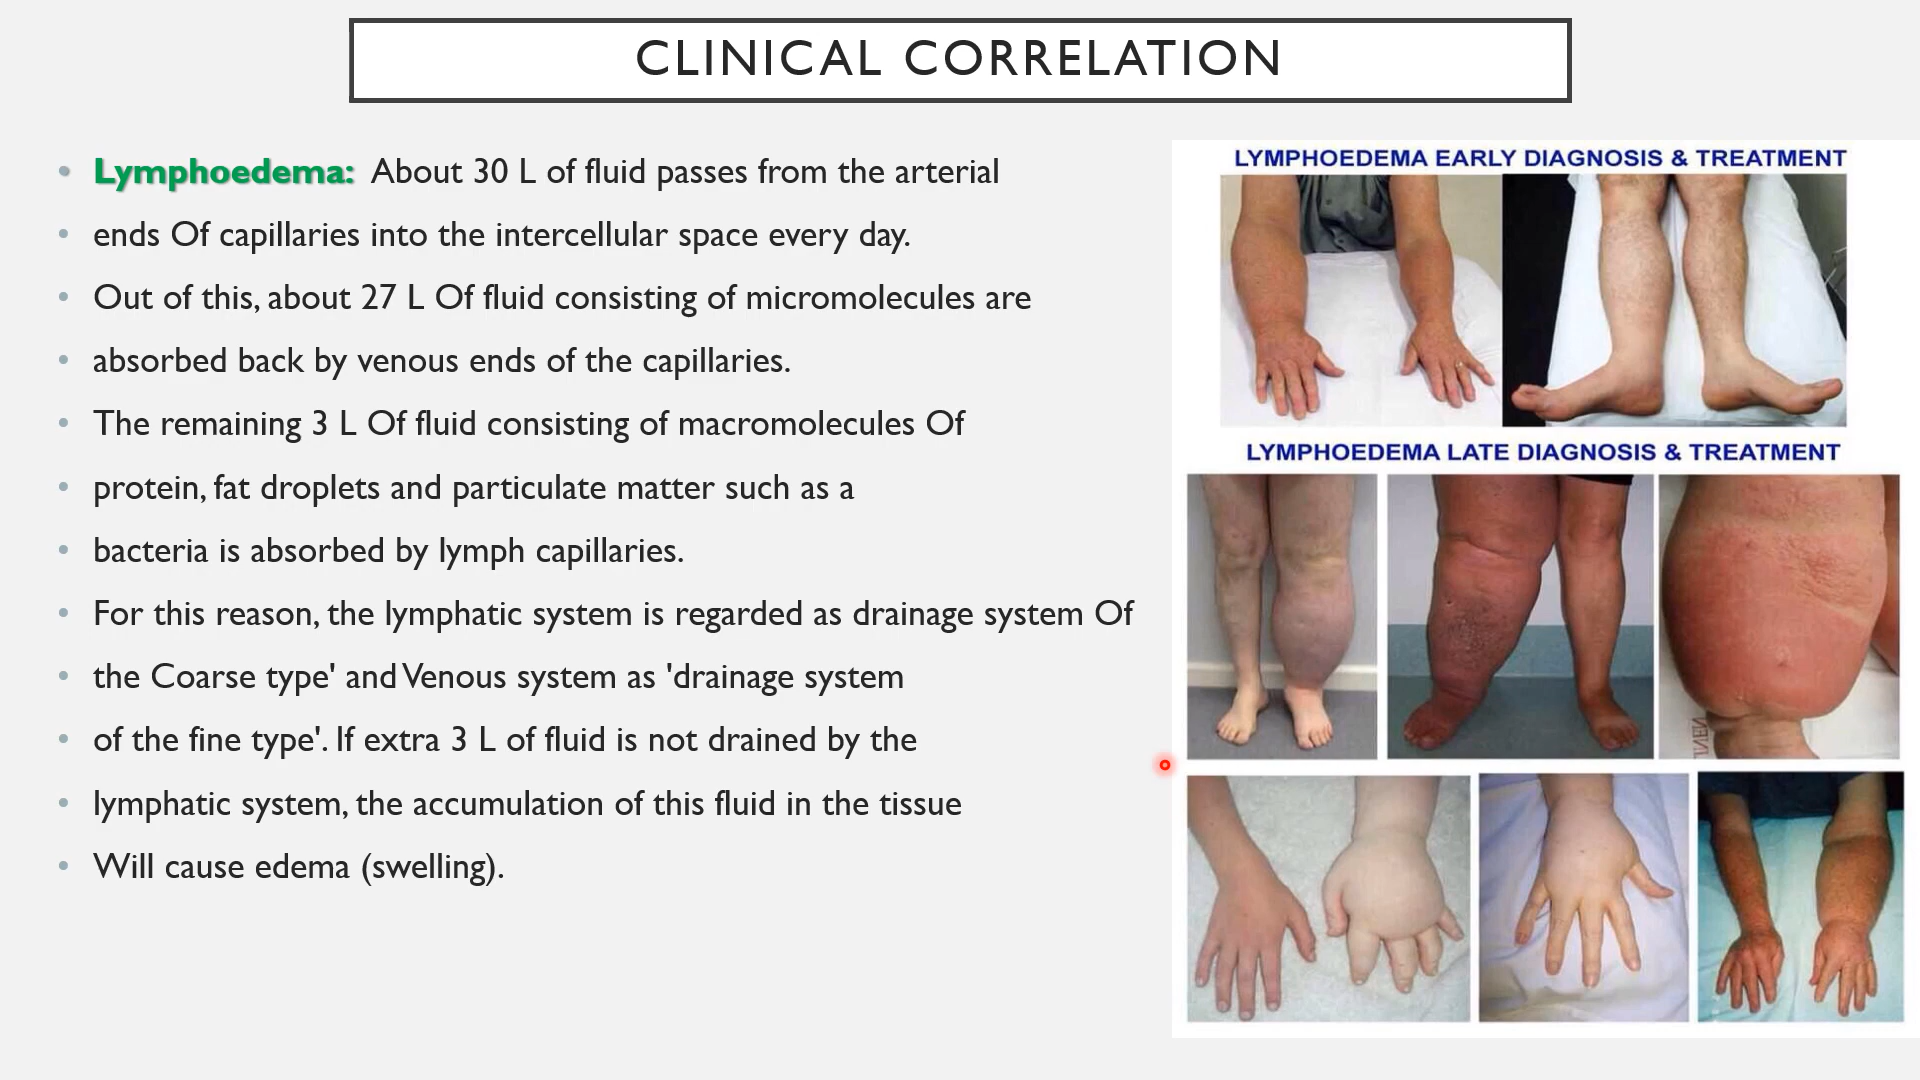 CLINICAL CORRELATION
• Lymphoedema: About 30 L of fluid passes from the arterial
• ends Of capillaries into the intercellular space every day.
• Out of this, about 27 L Of fluid consisting of micromolecules are
• absorbed back by venous ends of the capillaries.
• The remaining 3 L Of fluid consisting of macromolecules Of
• protein, fat droplets and particulate matter such as a
• bacteria is absorbed by lymph capillaries.
• For this reason, the lymphatic system is regarded as drainage system Of
• the Coarse type' and Venous system as 'drainage system
• of the fine type'. If extra 3 L of fluid is not drained by the
• lymphatic system, the accumulation of this fluid in the tissue
• Will cause edema (swelling).
LYMPHOEDEMA EARLY DIAGNOSIS & TREATMENT
LYMPHOEDEMA LATE DIAGNOSIS & TREATMENT